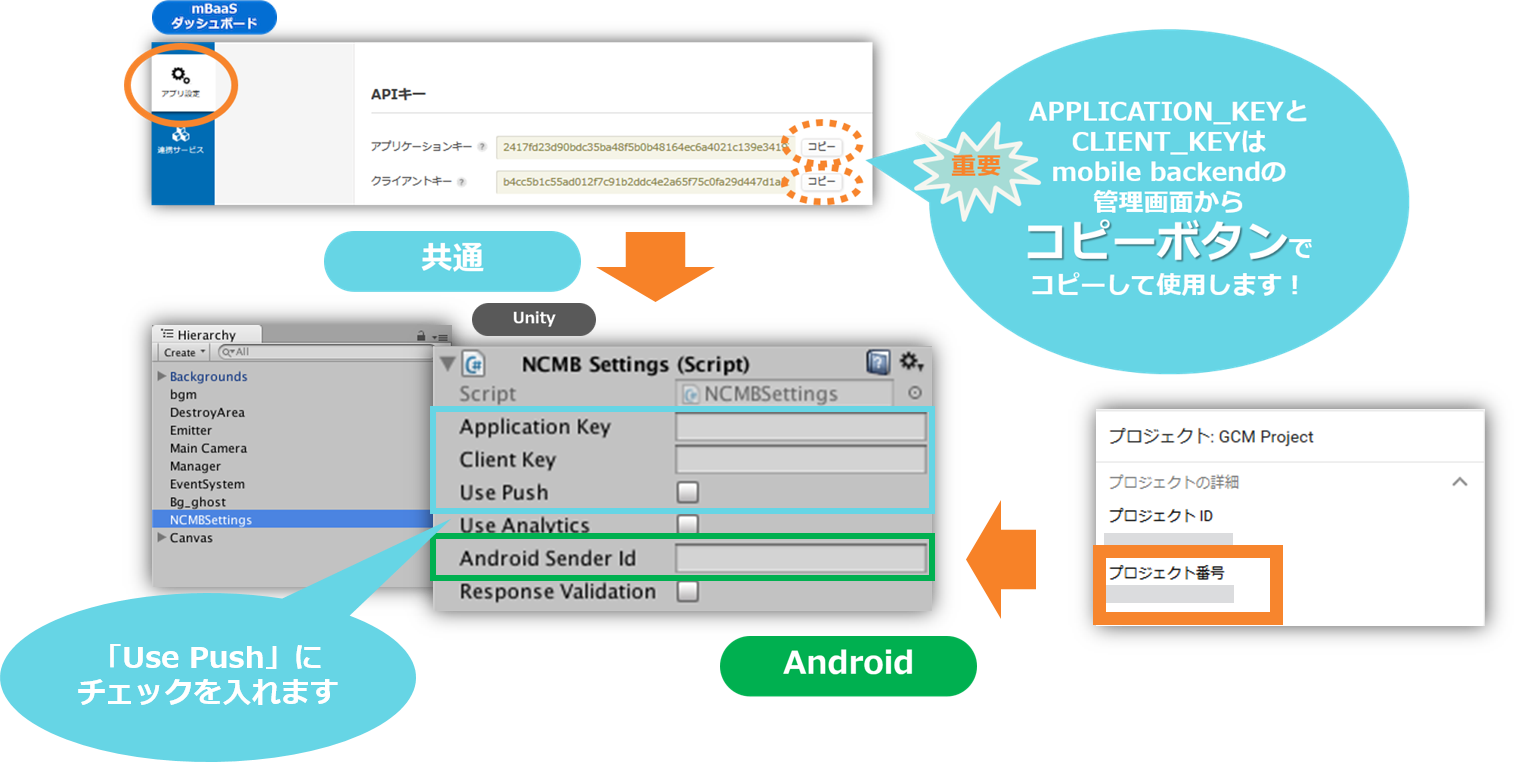 mBaaS
ダッシュボード
アプリ設定
連携サービス
APIキー
アプリケーションキー ?
2417fd23d90bdc35ba48f5b0b48164ec6a4021c139e3419
コピー
クライアントキー ?
b4cc5b1c55ad012f7c91b2ddc4e2a65f75c0fa29d447d1a
コピー
重要
APPLICATION_KEYと
CLIENT_KEYは
mobile backendの
管理画面から
コピーボタンで
コピーして使用します！
共通
Unity
Hierarchy
Create
All
Backgrounds
bgm
DestroyArea
Emitter
Main Camera
Manager
EventSystem
Bg_ghost
NCMBSettings
Canvas
NCMB Settings (Script)
Script
NCMBSettings
Application Key
Client Key
Use Push
Use Analytics
Android Sender Id
Response Validation
プロジェクト: GCM Project
プロジェクトの詳細
プロジェクト ID
プロジェクト番号
「Use Push」に
チェックを入れます
Android